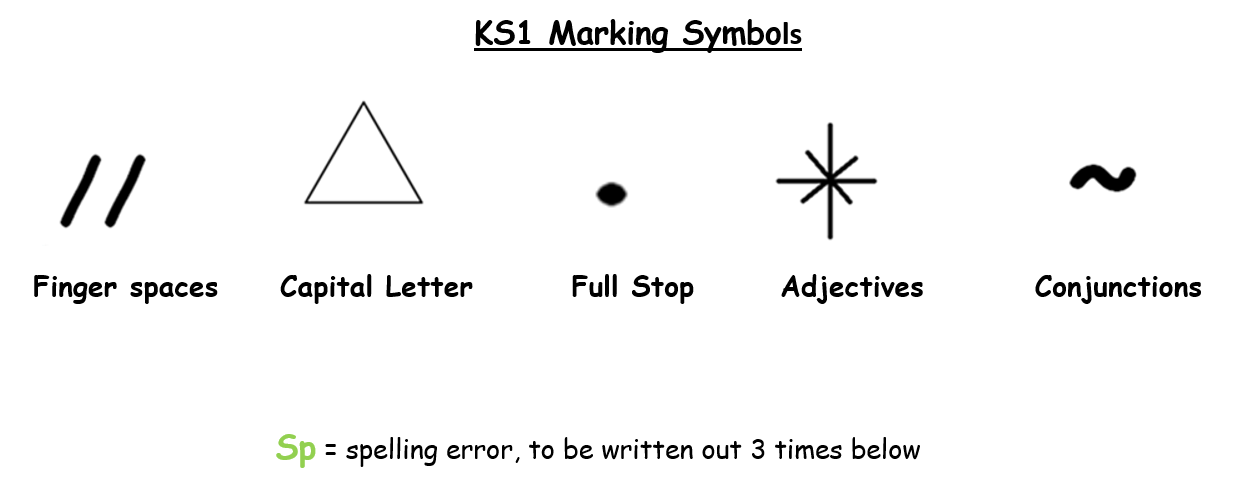 KS1 Marking Symbols
Finger spaces Capital Letter Full Stop Adjectives Conjunctions
Sp = spelling error, to be written out 3 times below